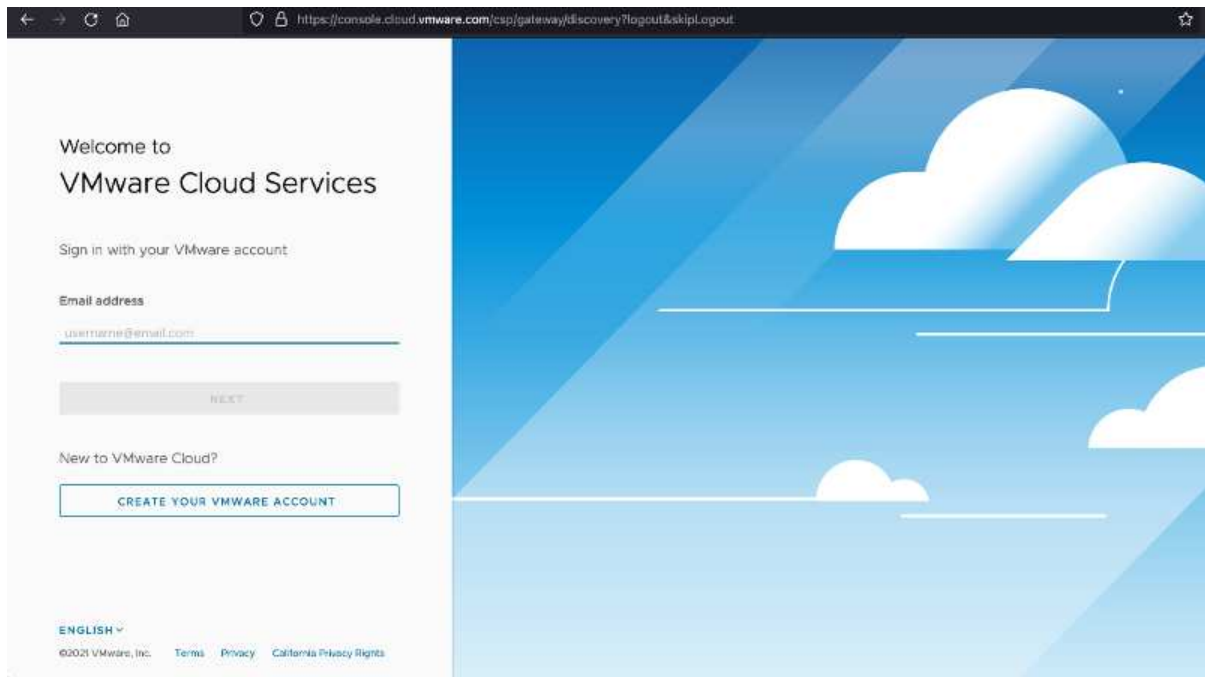 https://console.cloud.vmware.com/csp/gateway/discovery?logout&skipLogout
Welcome to
VMware Cloud Services
Sign in with your VMware account
Email address
username@email.com
NEXT
New to VMware Cloud?
CREATE YOUR VMWARE ACCOUNT
ENGLISH
©2021 VMware, Inc. Terms Privacy California Privacy Rights